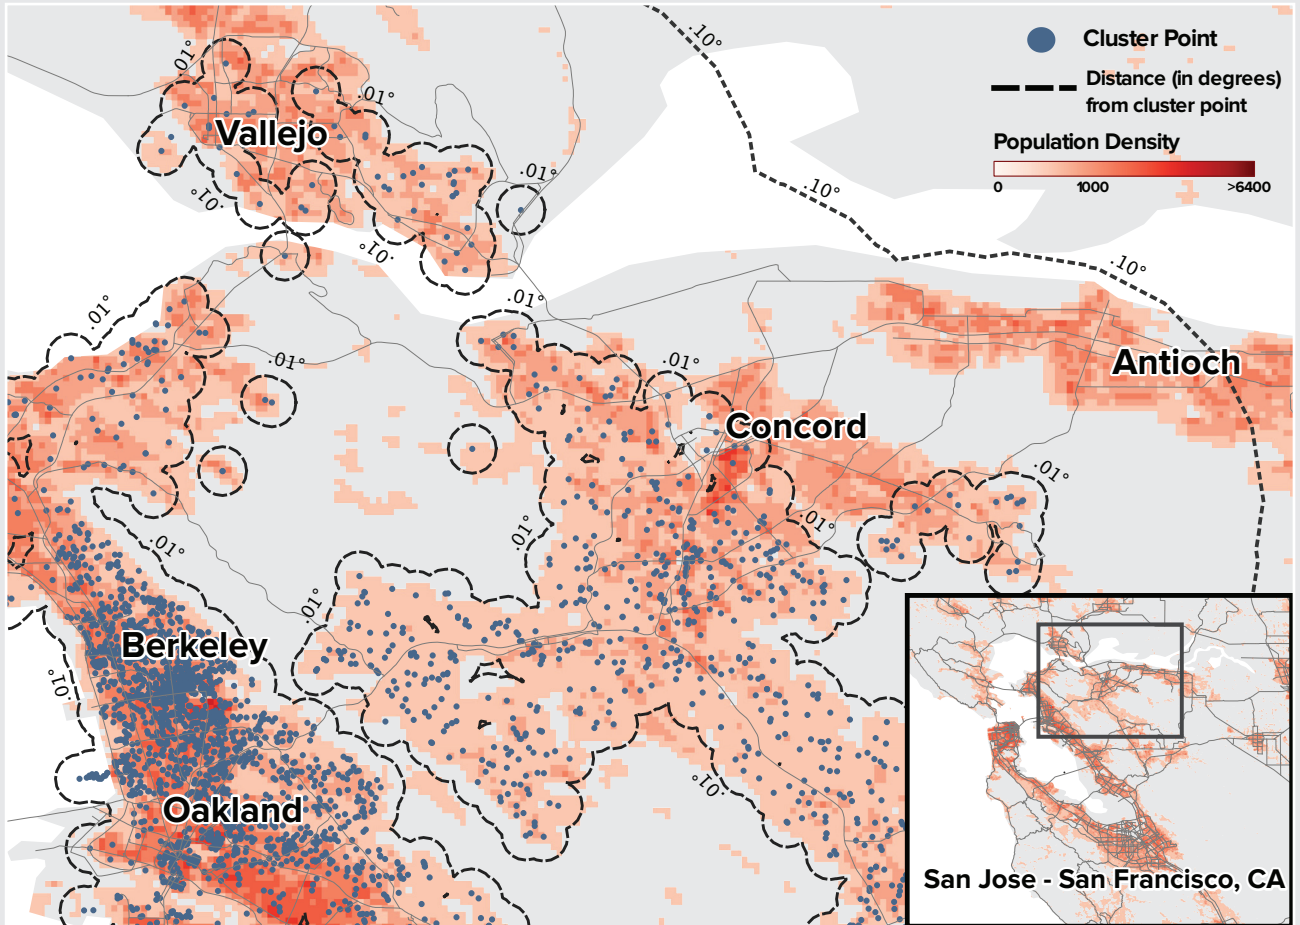 .10°
Cluster Point
Distance (in degrees)
from cluster point
Population Density
0 1000 >6400
.01°
.01°
Vallejo
.01°
.10°
.01°
.01°
.10°
.01°
.01°
.01°
.01°
Antioch
Concord
.01°
.01°
.01°
.01°
.01°
Berkeley
.01°
.01°
Oakland
San Jose - San Francisco, CA